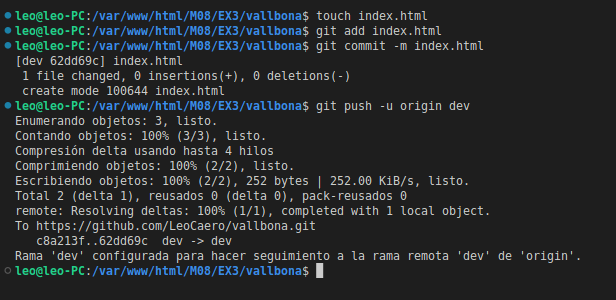 leo@leo-PC:/var/www/html/M08/EX3/vallbona$ touch index.html
leo@leo-PC:/var/www/html/M08/EX3/vallbona$ git add index.html
leo@leo-PC:/var/www/html/M08/EX3/vallbona$ git commit -m index.html
[dev 62dd69c] index.html
 1 file changed, 0 insertions(+), 0 deletions(-)
 create mode 100644 index.html
leo@leo-PC:/var/www/html/M08/EX3/vallbona$ git push -u origin dev
Enumerando objetos: 3, listo.
Contando objetos: 100% (3/3), listo.
Compresión delta usando hasta 4 hilos
Comprimiendo objetos: 100% (2/2), listo.
Escribiendo objetos: 100% (2/2), 252 bytes | 252.00 KiB/s, listo.
Total 2 (delta 1), reusados 0 (delta 0), pack-reusados 0
remote: Resolving deltas: 100% (1/1), completed with 1 local object.
To https://github.com/LeoCaero/vallbona.git
   c8a213f..62dd69c  dev -> dev
Rama 'dev' configurada para hacer seguimiento a la rama remota 'dev' de 'origin'.
leo@leo-PC:/var/www/html/M08/EX3/vallbona$